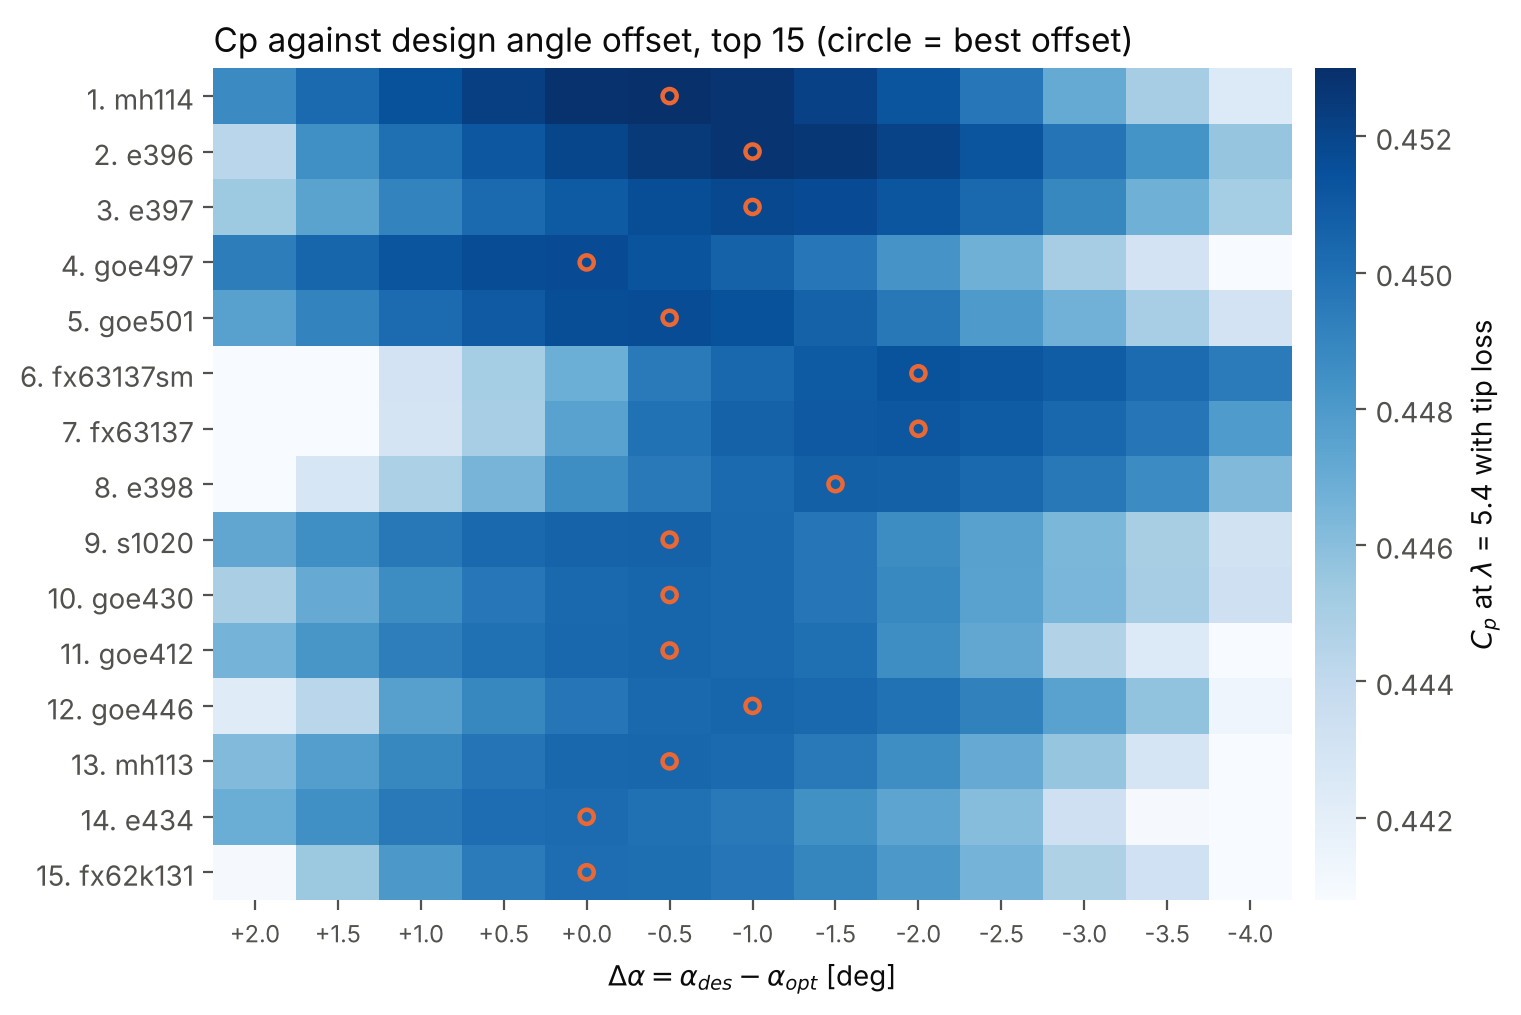 Cp against design angle offset, top 15 (circle = best offset)
1. mh114
2. e396
3. e397
4. goe497
5. goe501
6. fx63137sm
7. fx63137
8. e398
9. s1020
10. goe430
11. goe412
12. goe446
13. mh113
14. e434
15. fx62k131
+2.0 +1.5 +1.0 +0.5 +0.0 -0.5 -1.0 -1.5 -2.0 -2.5 -3.0 -3.5 -4.0
Δα = α_des − α_opt [deg]
0.452
0.450
0.448
0.446
0.444
0.442
C_p at λ = 5.4 with tip loss